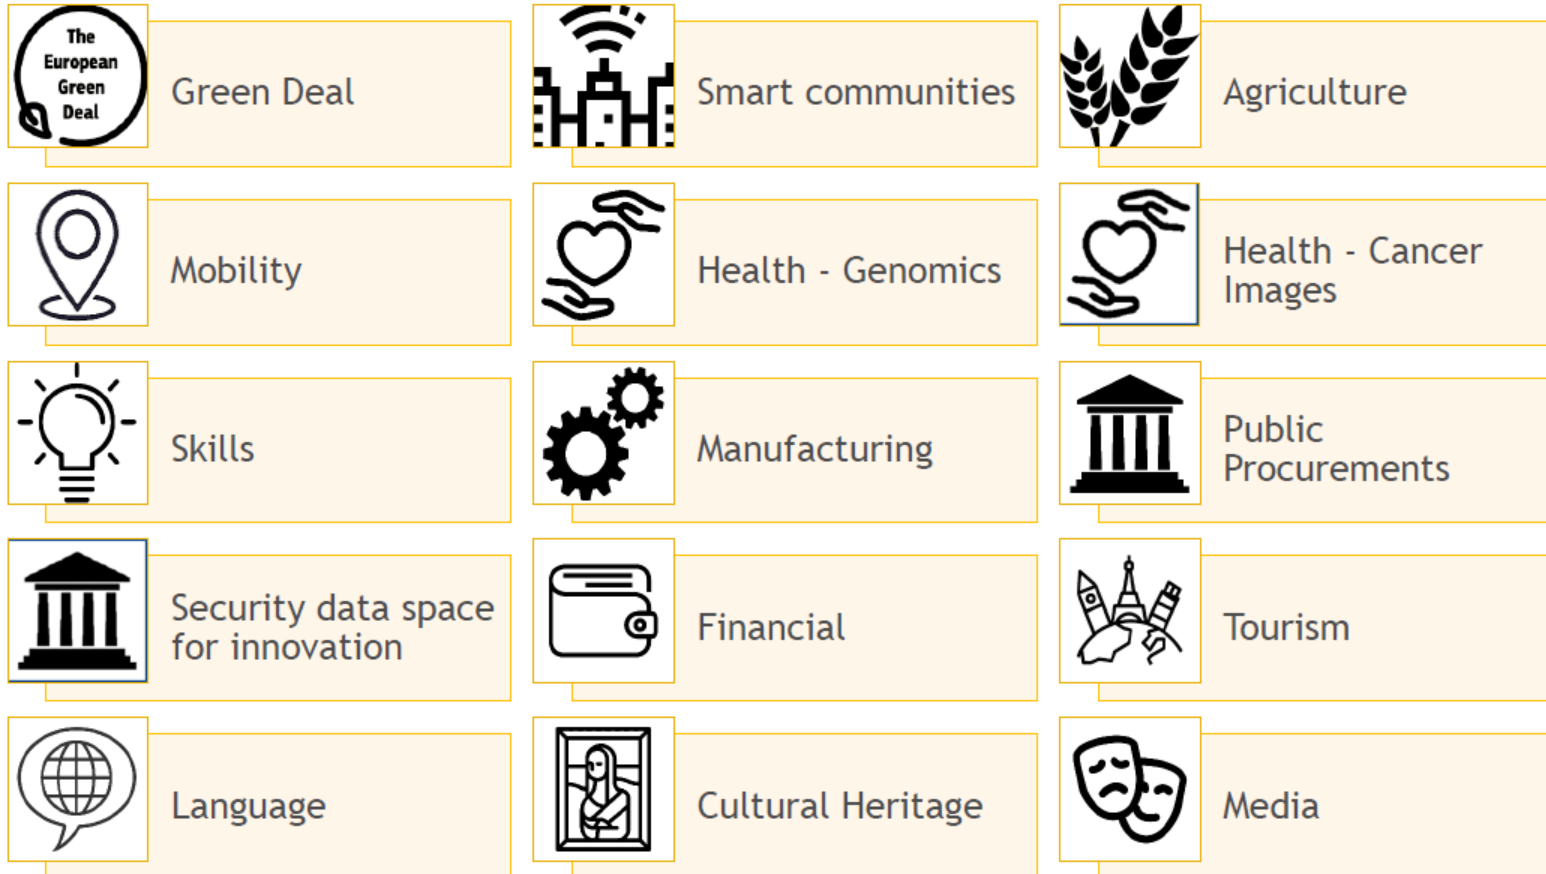 The
European
Green
Deal
Green Deal
Smart communities
Agriculture
Mobility
Health - Genomics
Health - Cancer
Images
Skills
Manufacturing
Public
Procurements
Security data space
for innovation
Financial
Tourism
Language
Cultural Heritage
Media